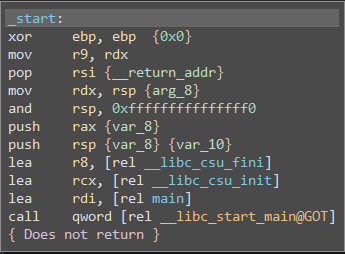 _start:
xor ebp, ebp {0x0}
mov r9, rdx
pop rsi {__return_addr}
mov rdx, rsp {arg_8}
and rsp, 0xfffffffffffffff0
push rax {var_8}
push rsp {var_8} {var_10}
lea r8, [rel __libc_csu_fini]
lea rcx, [rel __libc_csu_init]
lea rdi, [rel main]
call qword [rel __libc_start_main@GOT]
{ Does not return }